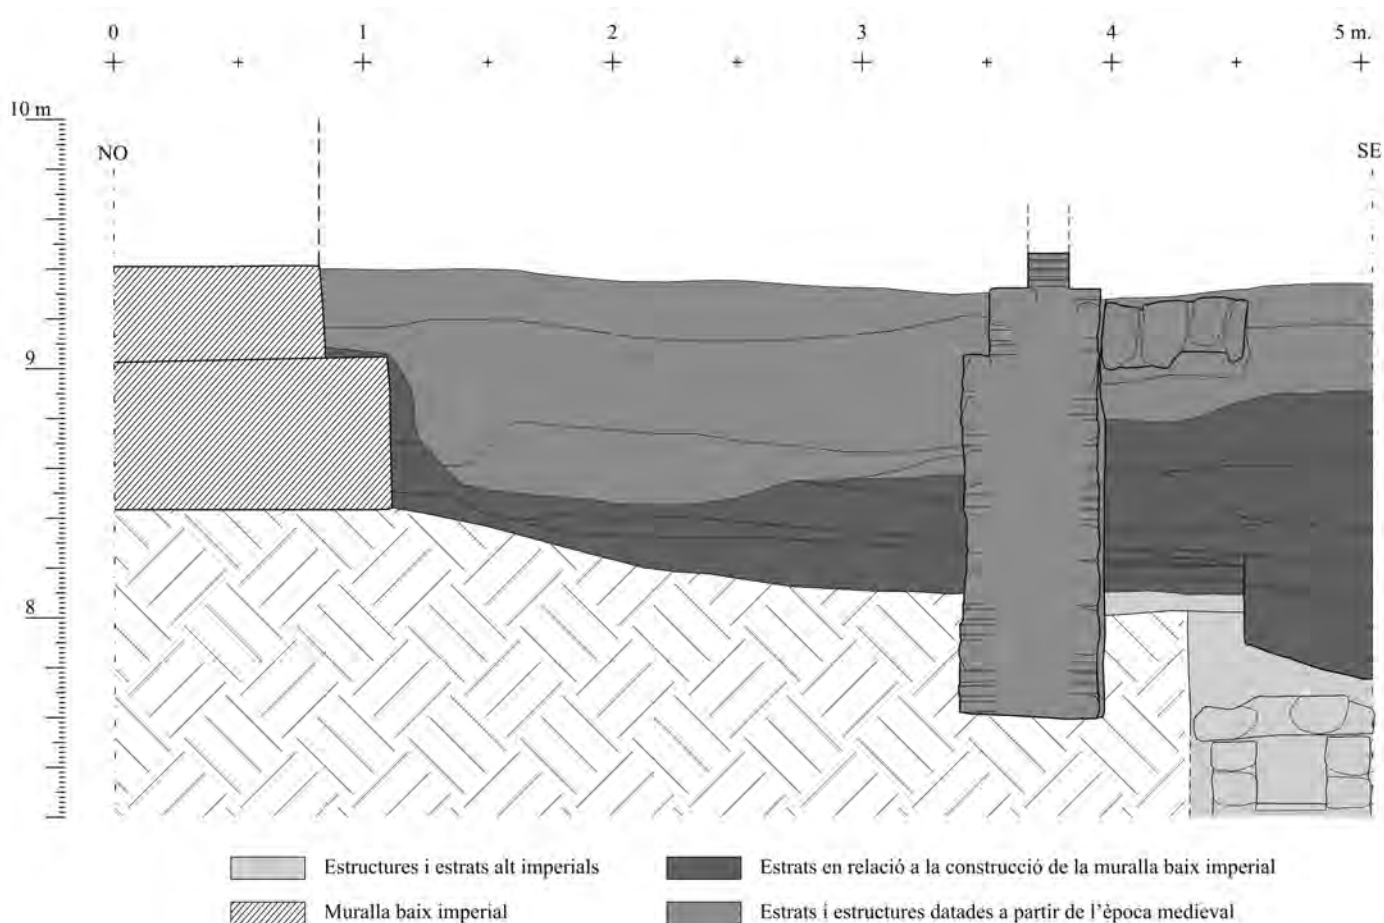 0 1 2 3 4 5 m.
10 m
NO
SE
9
8
Estructures i estrats alt imperials
Estrats en relació a la construcció de la muralla baix imperial
Muralla baix imperial
Estrats i estructures datades a partir de l'època medieval